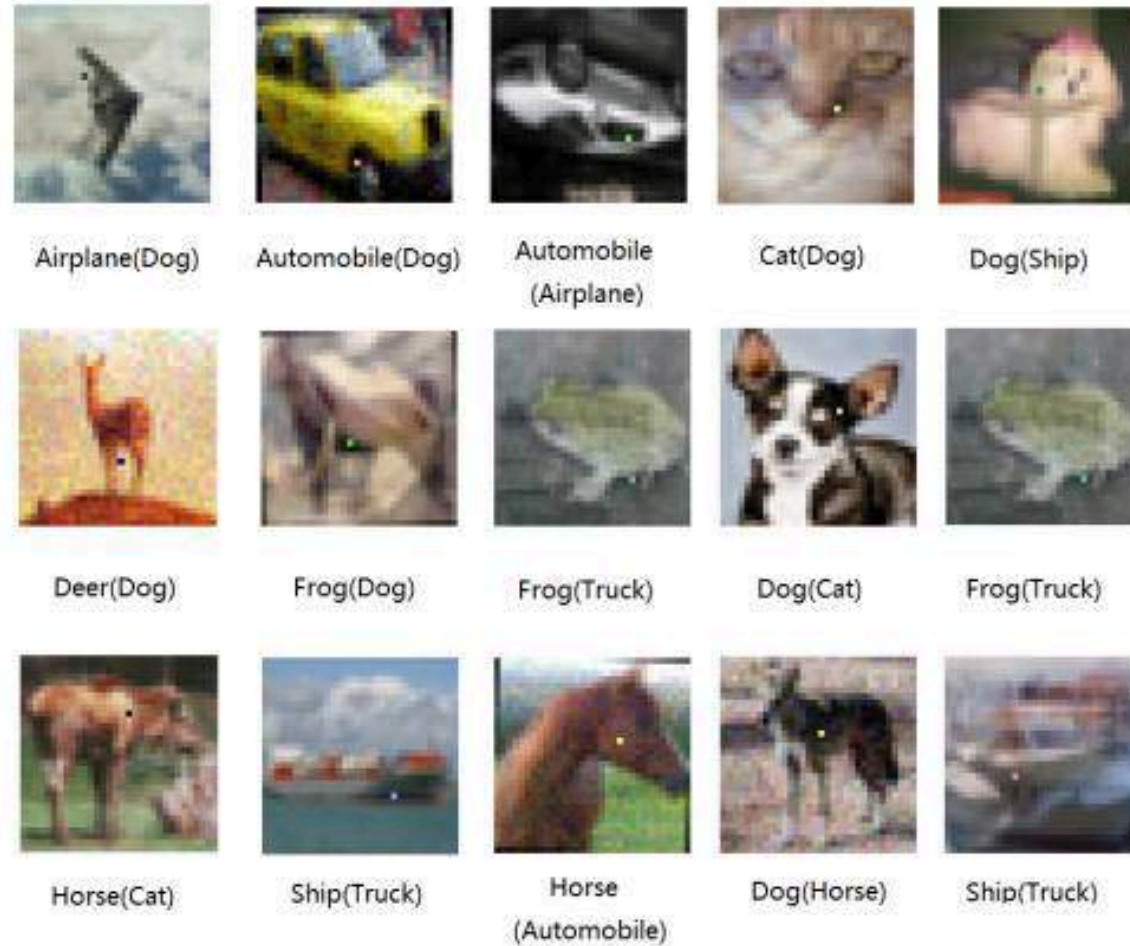 Airplane(Dog)
Automobile(Dog)
Automobile
(Airplane)
Cat(Dog)
Dog(Ship)
Deer(Dog)
Frog(Dog)
Frog(Truck)
Dog(Cat)
Frog(Truck)
Horse(Cat)
Ship(Truck)
Horse
(Automobile)
Dog(Horse)
Ship(Truck)